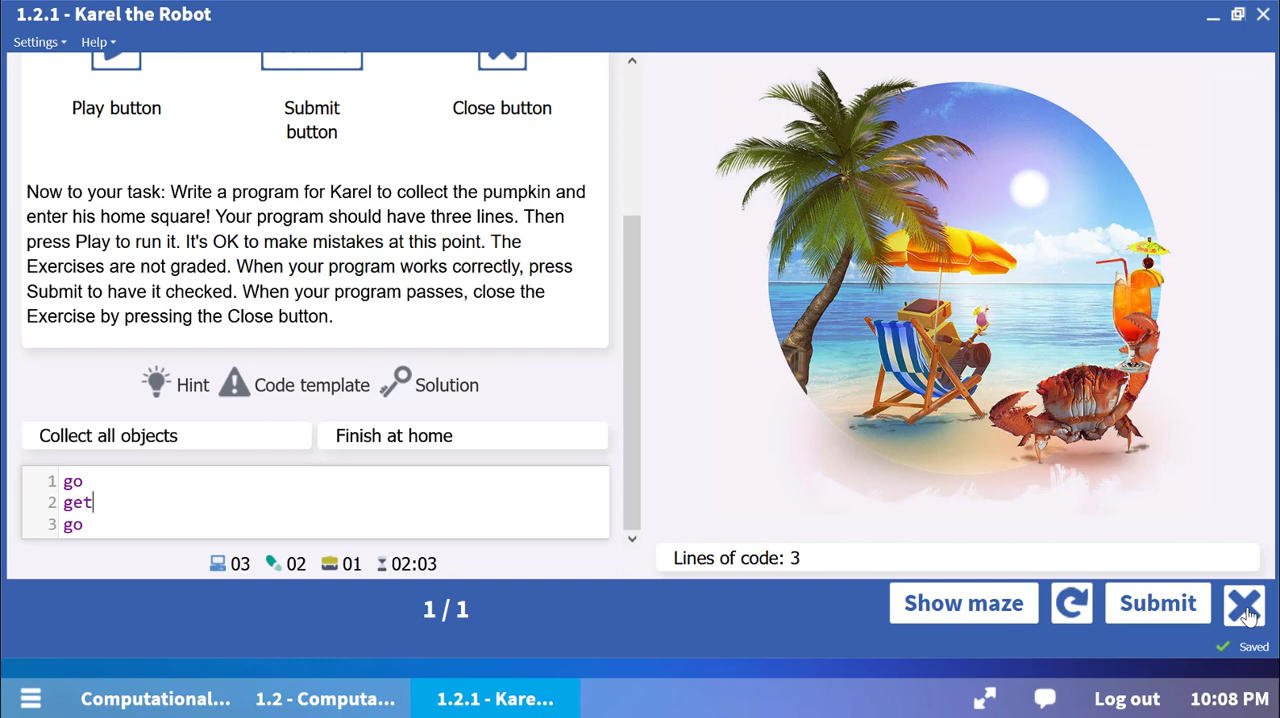 1.2.1 - Karel the Robot
Settings Help
Play button
Submit button
Close button
Now to your task: Write a program for Karel to collect the pumpkin and
enter his home square! Your program should have three lines. Then
press Play to run it. It's OK to make mistakes at this point. The
Exercises are not graded. When your program works correctly, press
Submit to have it checked. When your program passes, close the
Exercise by pressing the Close button.
Hint Code template Solution
Collect all objects Finish at home
1 go
2 get
3 go
03 02 01 02:03
Lines of code: 3
1 / 1
Show maze Submit
Saved
Computational... 1.2 - Computa... 1.2.1 - Kare... Log out 10:08 PM